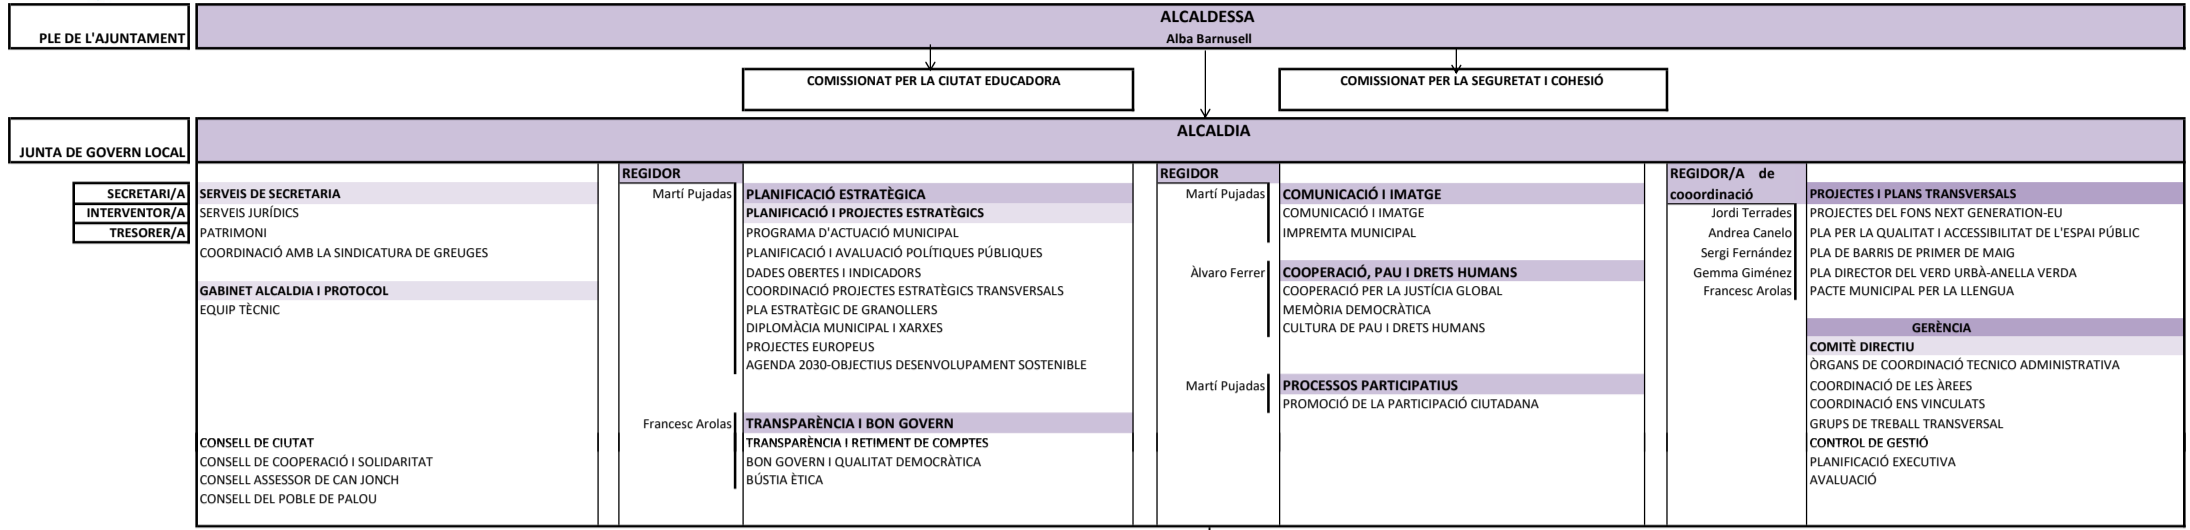 PLE DE L'AJUNTAMENT
ALCALDESSA
Alba Barnusell
COMISSIONAT PER LA CIUTAT EDUCADORA
COMISSIONAT PER LA SEGURETAT I COHESIÓ
JUNTA DE GOVERN LOCAL
ALCALDIA
SECRETARI/A
INTERVENTOR/A
TRESORER/A
SERVEIS DE SECRETARIA
SERVEIS JURÍDICS
PATRIMONI
COORDINACIÓ AMB LA SINDICATURA DE GREUGES
GABINET ALCALDIA I PROTOCOL
EQUIP TÈCNIC
CONSELL DE CIUTAT
CONSELL DE COOPERACIÓ I SOLIDARITAT
CONSELL ASSESSOR DE CAN JONCH
CONSELL DEL POBLE DE PALOU
REGIDOR
Martí Pujadas
PLANIFICACIÓ ESTRATÈGICA
PLANIFICACIÓ I PROJECTES ESTRATÈGICS
PROGRAMA D'ACTUACIÓ MUNICIPAL
PLANIFICACIÓ I AVALUACIÓ POLÍTIQUES PÚBLIQUES
DADES OBERTES I INDICADORS
COORDINACIÓ PROJECTES ESTRATÈGICS TRANSVERSALS
PLA ESTRATÈGIC DE GRANOLLERS
DIPLOMÀCIA MUNICIPAL I XARXES
PROJECTES EUROPEUS
AGENDA 2030-OBJECTIUS DESENVOLUPAMENT SOSTENIBLE
Francesc Arolas
TRANSPARÈNCIA I BON GOVERN
TRANSPARÈNCIA I RETIMENT DE COMPTES
BON GOVERN I QUALITAT DEMOCRÀTICA
BÚSTIA ÈTICA
REGIDOR
Martí Pujadas
COMUNICACIÓ I IMATGE
COMUNICACIÓ I IMATGE
IMPREMTA MUNICIPAL
Àlvaro Ferrer
COOPERACIÓ, PAU I DRETS HUMANS
COOPERACIÓ PER LA JUSTÍCIA GLOBAL
MEMÒRIA DEMOCRÀTICA
CULTURA DE PAU I DRETS HUMANS
Martí Pujadas
PROCESSOS PARTICIPATIUS
PROMOCIÓ DE LA PARTICIPACIÓ CIUTADANA
REGIDOR/A de
cooordinació
PROJECTES I PLANS TRANSVERSALS
Jordi Terrades
PROJECTES DEL FONS NEXT GENERATION-EU
Andrea Canelo
PLA PER LA QUALITAT I ACCESSIBILITAT DE L'ESPAI PÚBLIC
Sergi Fernández
PLA DE BARRIS DE PRIMER DE MAIG
Gemma Giménez
PLA DIRECTOR DEL VERD URBÀ-ANELLA VERDA
Francesc Arolas
PACTE MUNICIPAL PER LA LLENGUA
GERÈNCIA
COMITÈ DIRECTIU
ÒRGANS DE COORDINACIÓ TECNICO ADMINISTRATIVA
COORDINACIÓ DE LES ÀREES
COORDINACIÓ ENS VINCULATS
GRUPS DE TREBALL TRANSVERSAL
CONTROL DE GESTIÓ
PLANIFICACIÓ EXECUTIVA
AVALUACIÓ